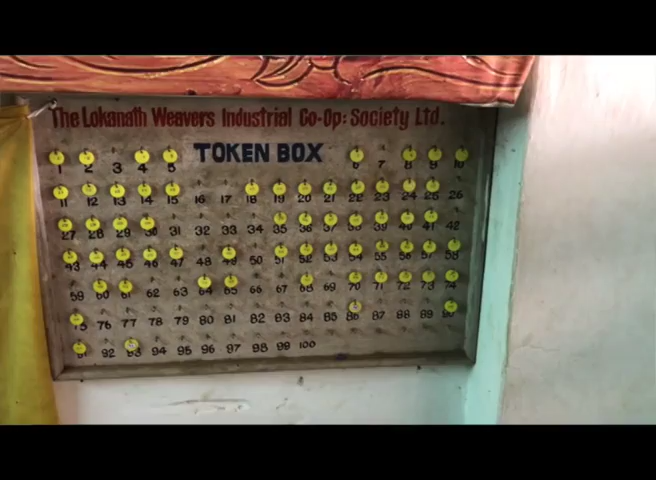 The Lokanath Weavers Industrial Co-Op: Society Ltd.
TOKEN BOX
1 2 3 4 5 6 7 8 9 10
11 12 13 14 15 16 17 18 19 20 21 22 23 24 25 26
27 28 29 30 31 32 33 34 35 36 37 38 39 40 41 42
43 44 45 46 47 48 49 50 51 52 53 54 55 56 57 58
59 60 61 62 63 64 65 66 67 68 69 70 71 72 73 74
75 76 77 78 79 80 81 82 83 84 85 86 87 88 89 90
91 92 93 94 95 96 97 98 99 100